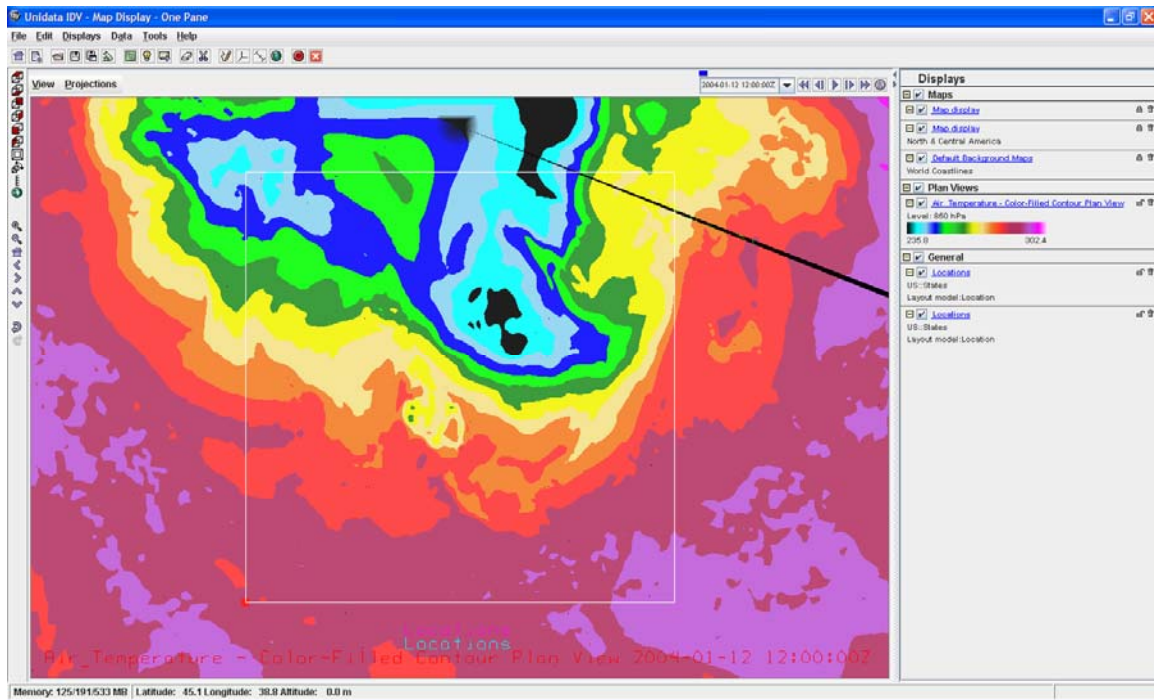 Unidata IDV - Map Display - One Pane
File Edit Displays Data Tools Help
View Projections
2004-01-12 12:00:00Z
Displays
Maps
Map display
Map display
North & Central America
Default Background Maps
World Coastlines
Plan Views
Air_Temperature - Color-Filled Contour Plan View
Level: 850 hPa
235.8 302.4
General
Locations
US::States
Layout model:Location
Locations
US::States
Layout model:Location
Locations
Locations
Air_Temperature - Color-Filled Contour Plan View 2004-01-12 12:00:00Z
Memory: 125/191/533 MB Latitude: 45.1 Longitude: 38.8 Altitude: 0.0 m